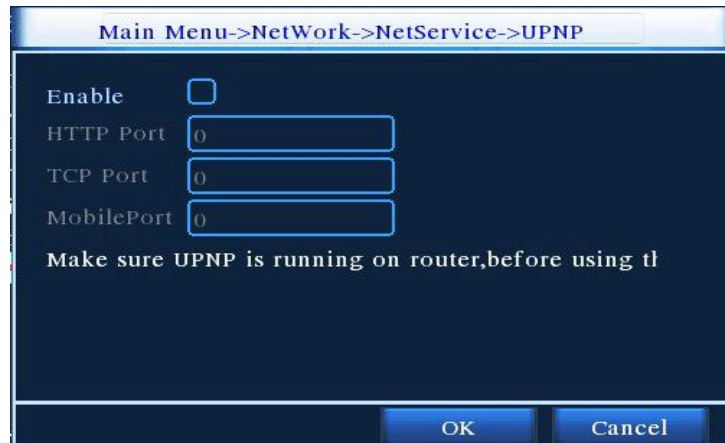 Main Menu->NetWork->NetService->UPNP
Enable
HTTP Port 0
TCP Port 0
MobilePort 0
Make sure UPNP is running on router,before using
OK Cancel